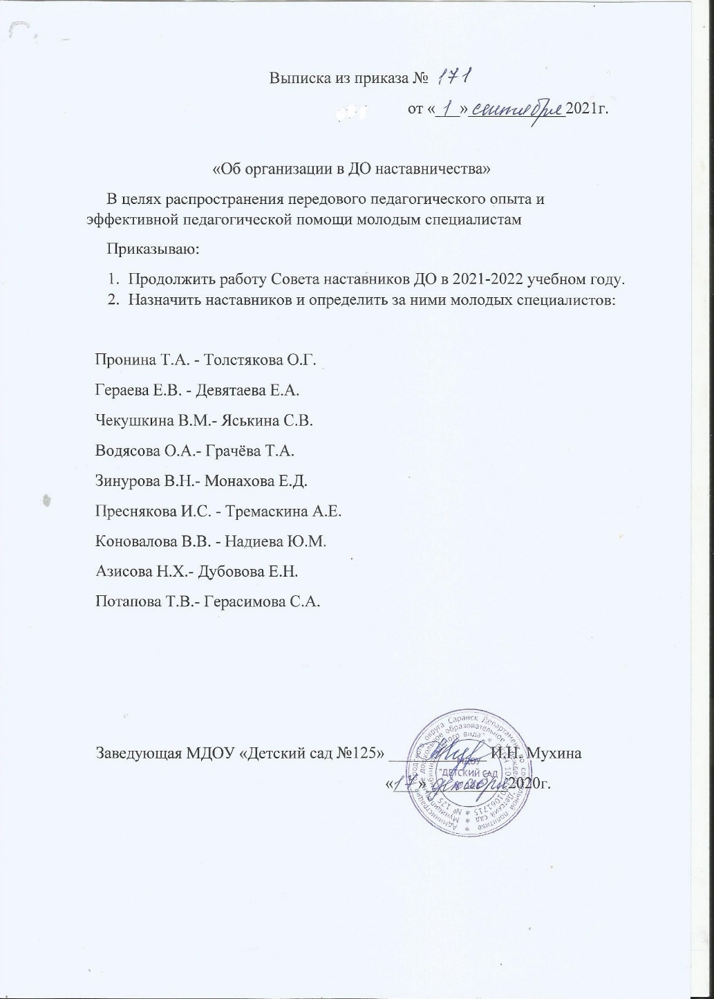 Выписка из приказа № 171
от «1» сентября 2021г.
«Об организации в ДО наставничества»
В целях распространения передового педагогического опыта и
эффективной педагогической помощи молодым специалистам
Приказываю:
1. Продолжить работу Совета наставников ДО в 2021-2022 учебном году.
2. Назначить наставников и определить за ними молодых специалистов:
Пронина Т.А. - Толстякова О.Г.
Гераева Е.В. - Девятаева Е.А.
Чекушкина В.М.- Яськина С.В.
Водясова О.А.- Грачёва Т.А.
Зинурова В.Н.- Монахова Е.Д.
Преснякова И.С. - Тремаскина А.Е.
Коновалова В.В. - Надиева Ю.М.
Азисова Н.Х.- Дубовова Е.Н.
Потапова Т.В.- Герасимова С.А.
Заведующая МДОУ «Детский сад №125» ____________ И.Н. Мухина
«17» декабря 2020г.
МДОУ
"ДЕТСКИЙ САД